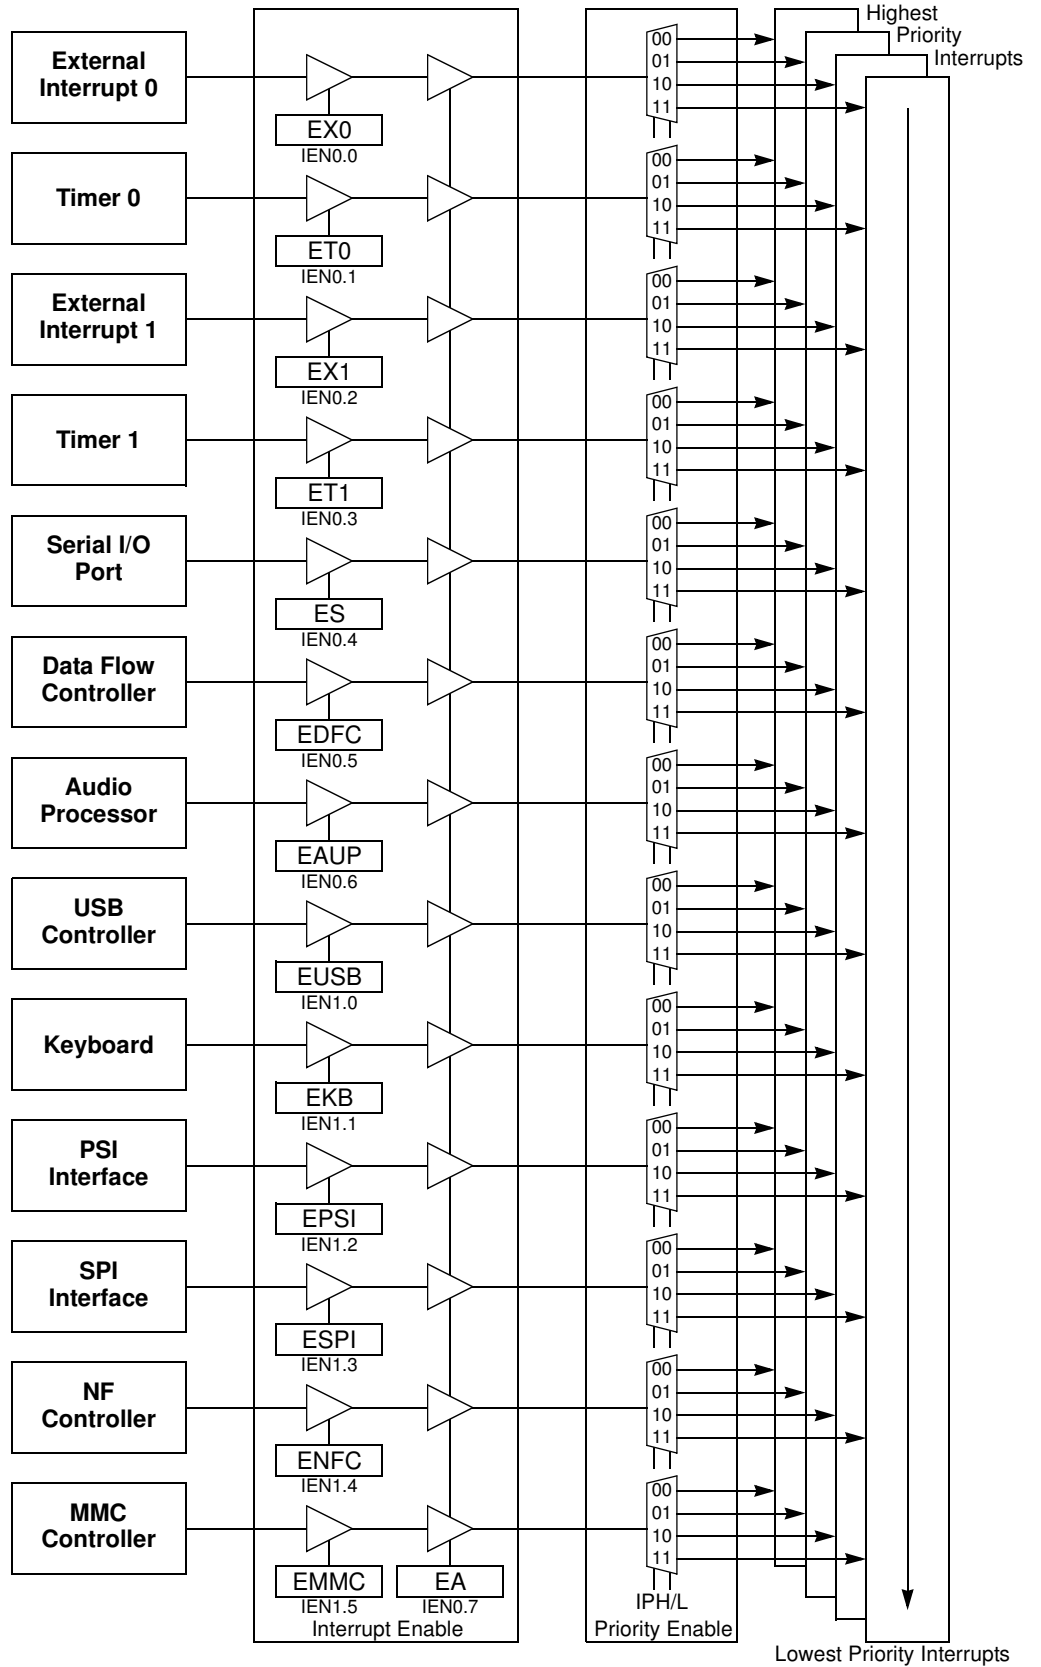 Highest
Priority
Interrupts
External
Interrupt 0
EX0
IEN0.0
00
01
10
11
Timer 0
ET0
IEN0.1
00
01
10
11
External
Interrupt 1
EX1
IEN0.2
00
01
10
11
Timer 1
ET1
IEN0.3
00
01
10
11
Serial I/O
Port
ES
IEN0.4
00
01
10
11
Data Flow
Controller
EDFC
IEN0.5
00
01
10
11
Audio
Processor
EAUP
IEN0.6
00
01
10
11
USB
Controller
EUSB
IEN1.0
00
01
10
11
Keyboard
EKB
IEN1.1
00
01
10
11
PSI
Interface
EPSI
IEN1.2
00
01
10
11
SPI
Interface
ESPI
IEN1.3
00
01
10
11
NF
Controller
ENFC
IEN1.4
00
01
10
11
MMC
Controller
EMMC
IEN1.5
EA
IEN0.7
00
01
10
11
IPH/L
Interrupt Enable
Priority Enable
Lowest Priority Interrupts